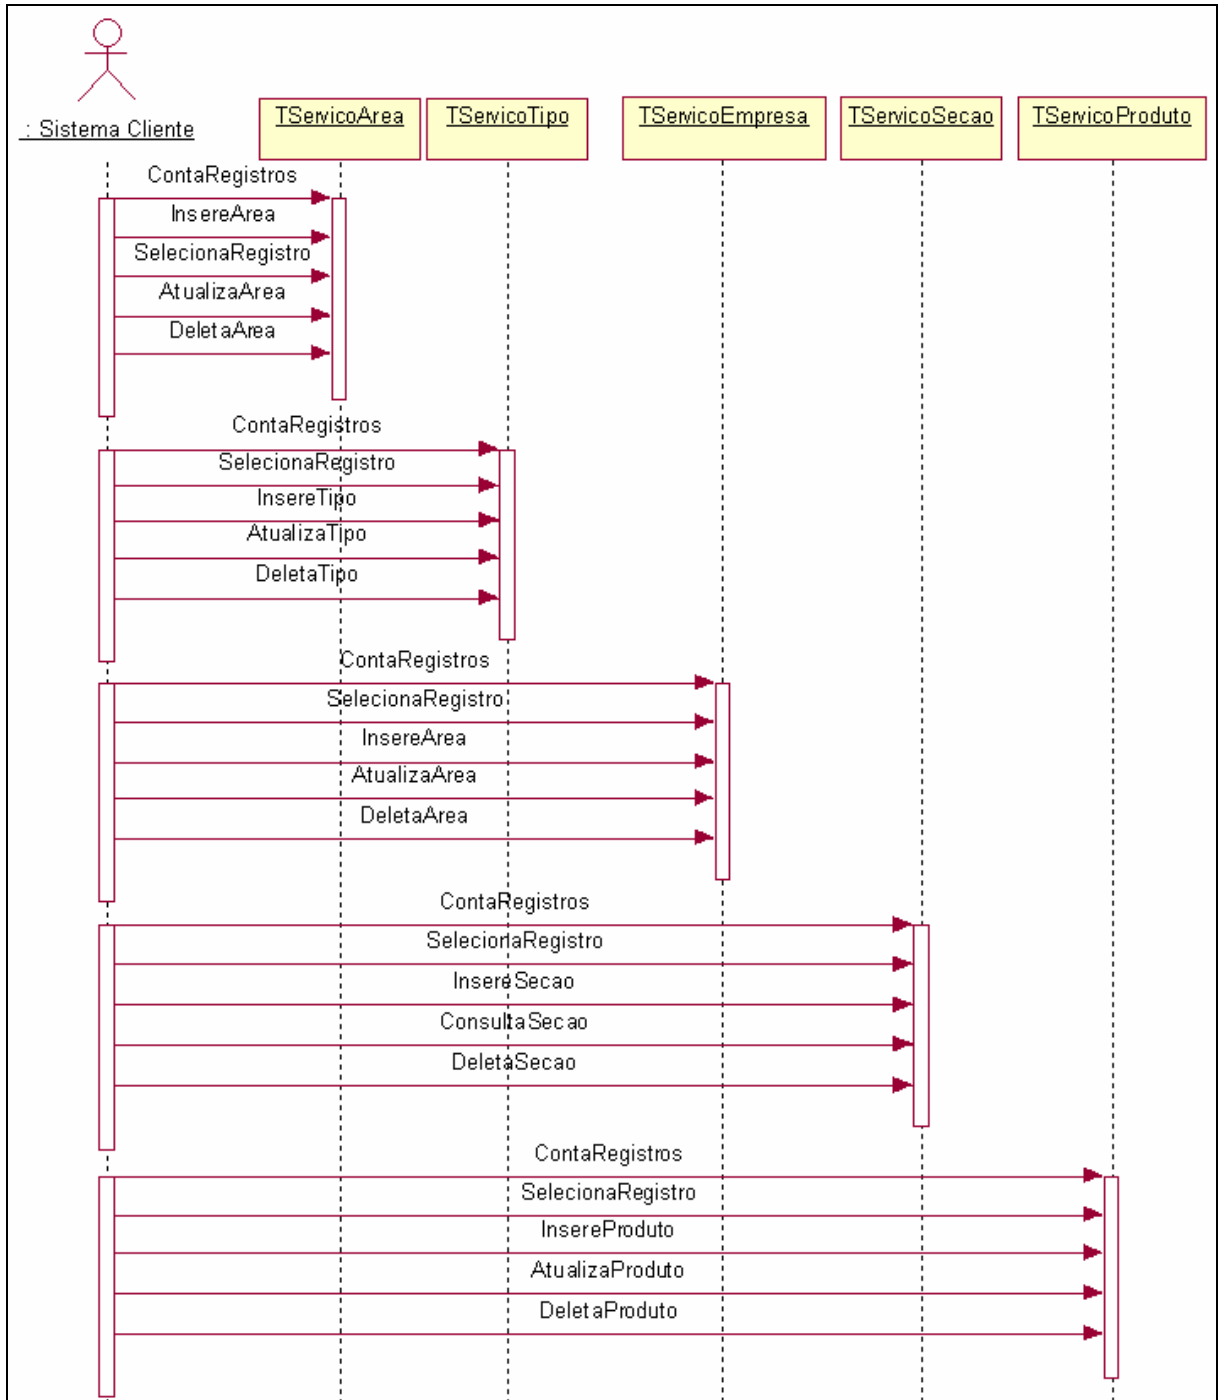 : Sistema Cliente
TServicoArea
TServicoTipo
TServicoEmpresa
TServicoSecao
TServicoProduto
ContaRegistros
InsereArea
SelecionaRegistro
AtualizaArea
DeletaArea
ContaRegistros
SelecionaRegistro
InsereTipo
AtualizaTipo
DeletaTipo
ContaRegistros
SelecionaRegistro
InsereArea
AtualizaArea
DeletaArea
ContaRegistros
SelecionaRegistro
InsereSecao
ConsultaSecao
DeletaSecao
ContaRegistros
SelecionaRegistro
InsereProduto
AtualizaProduto
DeletaProduto